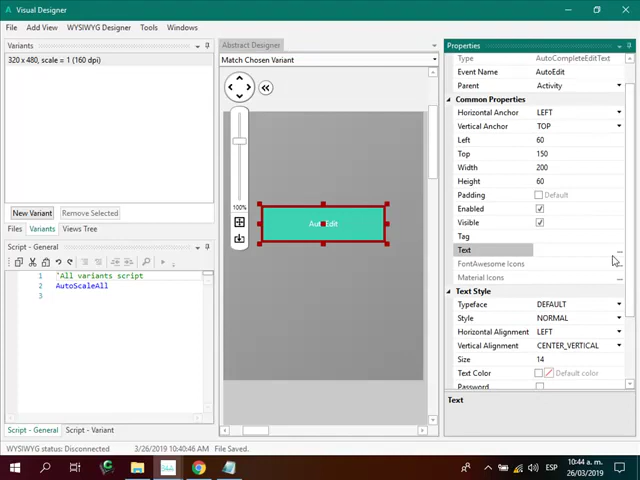 Visual Designer
File Add View WYSIWYG Designer Tools Windows
Variants
320 x 480, scale = 1 (160 dpi)
New Variant Remove Selected
Files Variants Views Tree
Script - General
1 'All variants script
2 AutoScaleAll
3
Script - General Script - Variant
Abstract Designer
Match Chosen Variant
100%
Properties
Type AutoCompleteEditText
Event Name AutoEdit
Parent Activity
Common Properties
Horizontal Anchor LEFT
Vertical Anchor TOP
Left 60
Top 150
Width 200
Height 60
Padding Default
Enabled
Visible
Tag
Text ...
FontAwesome Icons ...
Material Icons ...
Text Style
Typeface DEFAULT
Style NORMAL
Horizontal Alignment LEFT
Vertical Alignment CENTER_VERTICAL
Size 14
Text Color Default color
Password
Text
WYSIWYG status: Disconnected 3/26/2019 10:40:46 AM File Saved.
ESP
10:44 a. m.
26/03/2019